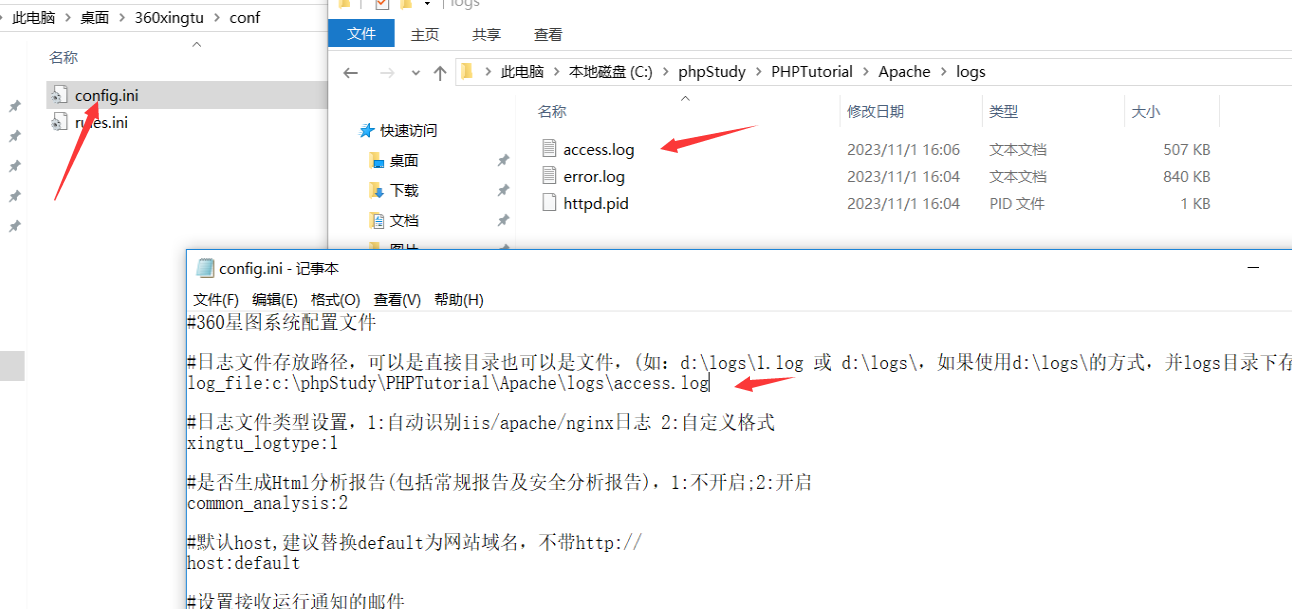 此电脑 > 桌面 > 360xingtu > conf
名称
config.ini
rules.ini
logs
文件 主页 共享 查看
此电脑 > 本地磁盘 (C:) > phpStudy > PHPTutorial > Apache > logs
快速访问
桌面
下载
文档
图片
名称 修改日期 类型 大小
access.log 2023/11/1 16:06 文本文档 507 KB
error.log 2023/11/1 16:04 文本文档 840 KB
httpd.pid 2023/11/1 16:04 PID 文件 1 KB
config.ini - 记事本
文件(F) 编辑(E) 格式(O) 查看(V) 帮助(H)
#360星图系统配置文件
#日志文件存放路径，可以是直接目录也可以是文件，(如：d:\logs\1.log 或 d:\logs\，如果使用d:\logs\的方式，并logs目录下存
log_file:c:\phpStudy\PHPTutorial\Apache\logs\access.log
#日志文件类型设置，1:自动识别iis/apache/nginx日志 2:自定义格式
xingtu_logtype:1
#是否生成Html分析报告(包括常规报告及安全分析报告)，1:不开启;2:开启
common_analysis:2
#默认host,建议替换default为网站域名，不带http://
host:default
#设置接收运行通知的邮件